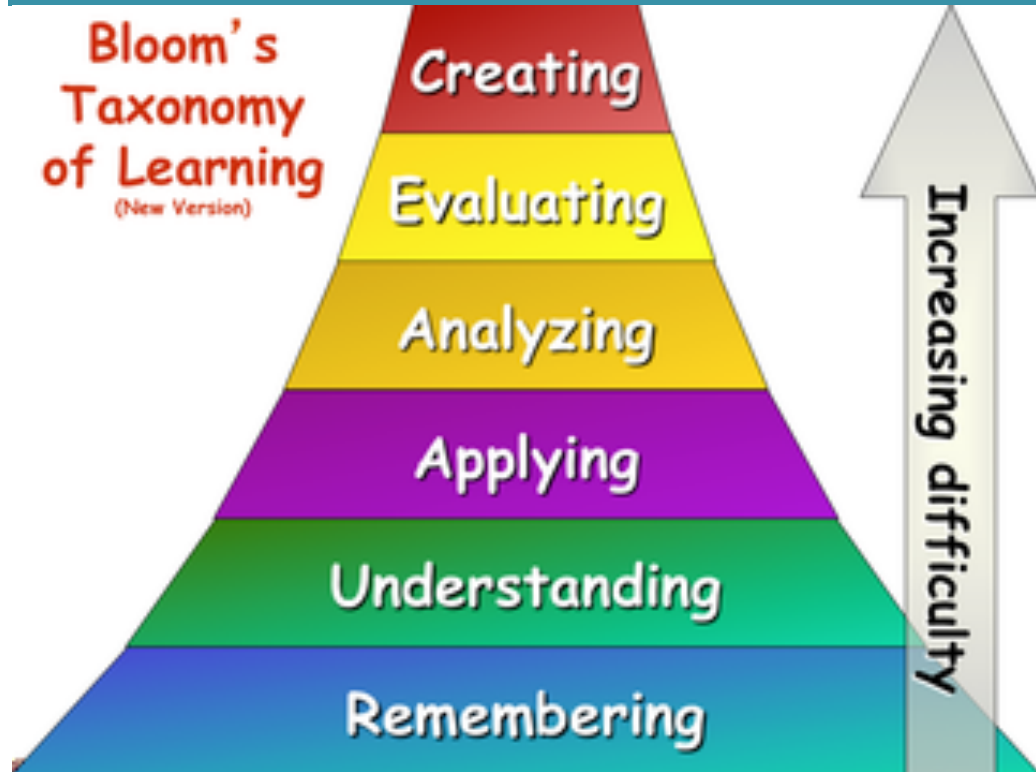 Bloom's
Taxonomy
of Learning
(New Version)
Creating
Evaluating
Analyzing
Applying
Understanding
Remembering
Increasing difficulty